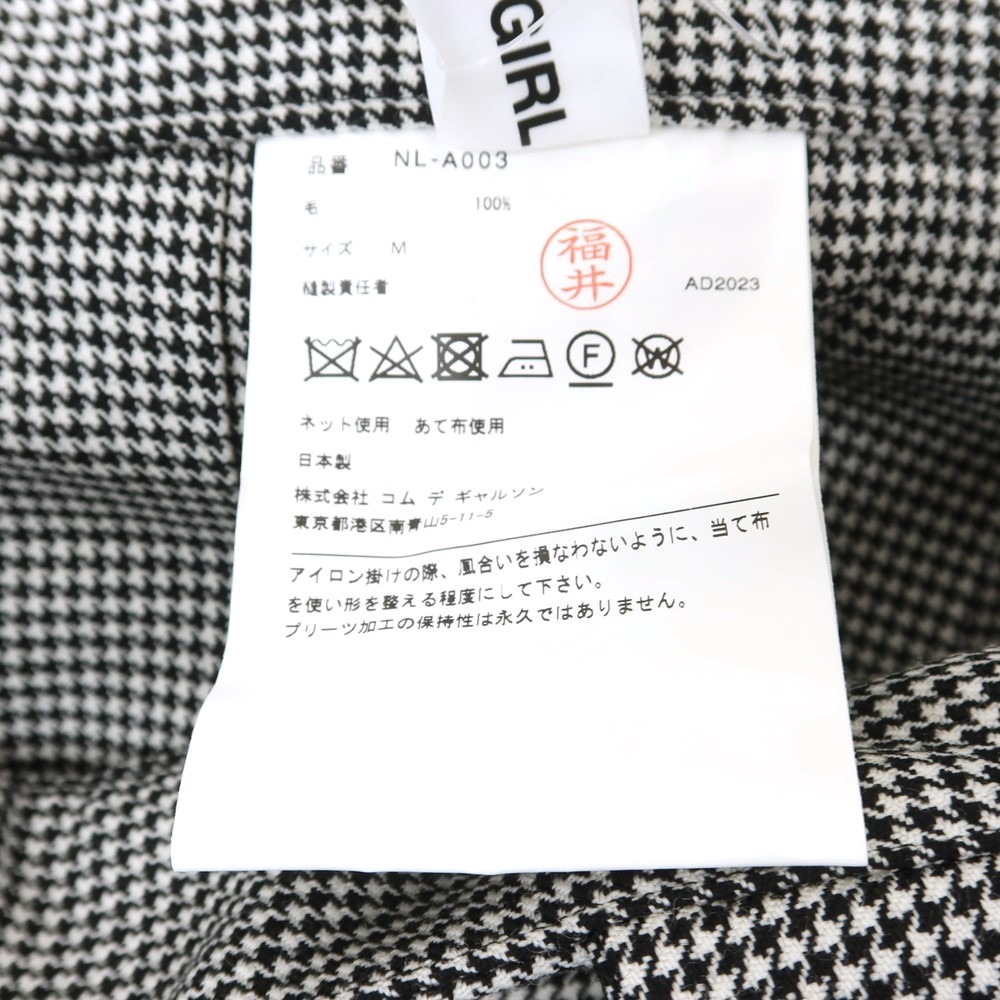 GIRL
品番 NL-A003
毛 100%
サイズ M
縫製責任者 福井 AD2023
F W
ネット使用 あて布使用
日本製
株式会社 コム デ ギャルソン
東京都港区南青山5-11-5
アイロン掛けの際、風合いを損なわないように、当て布
を使い形を整える程度にして下さい。
プリーツ加工の保持性は永久ではありません。